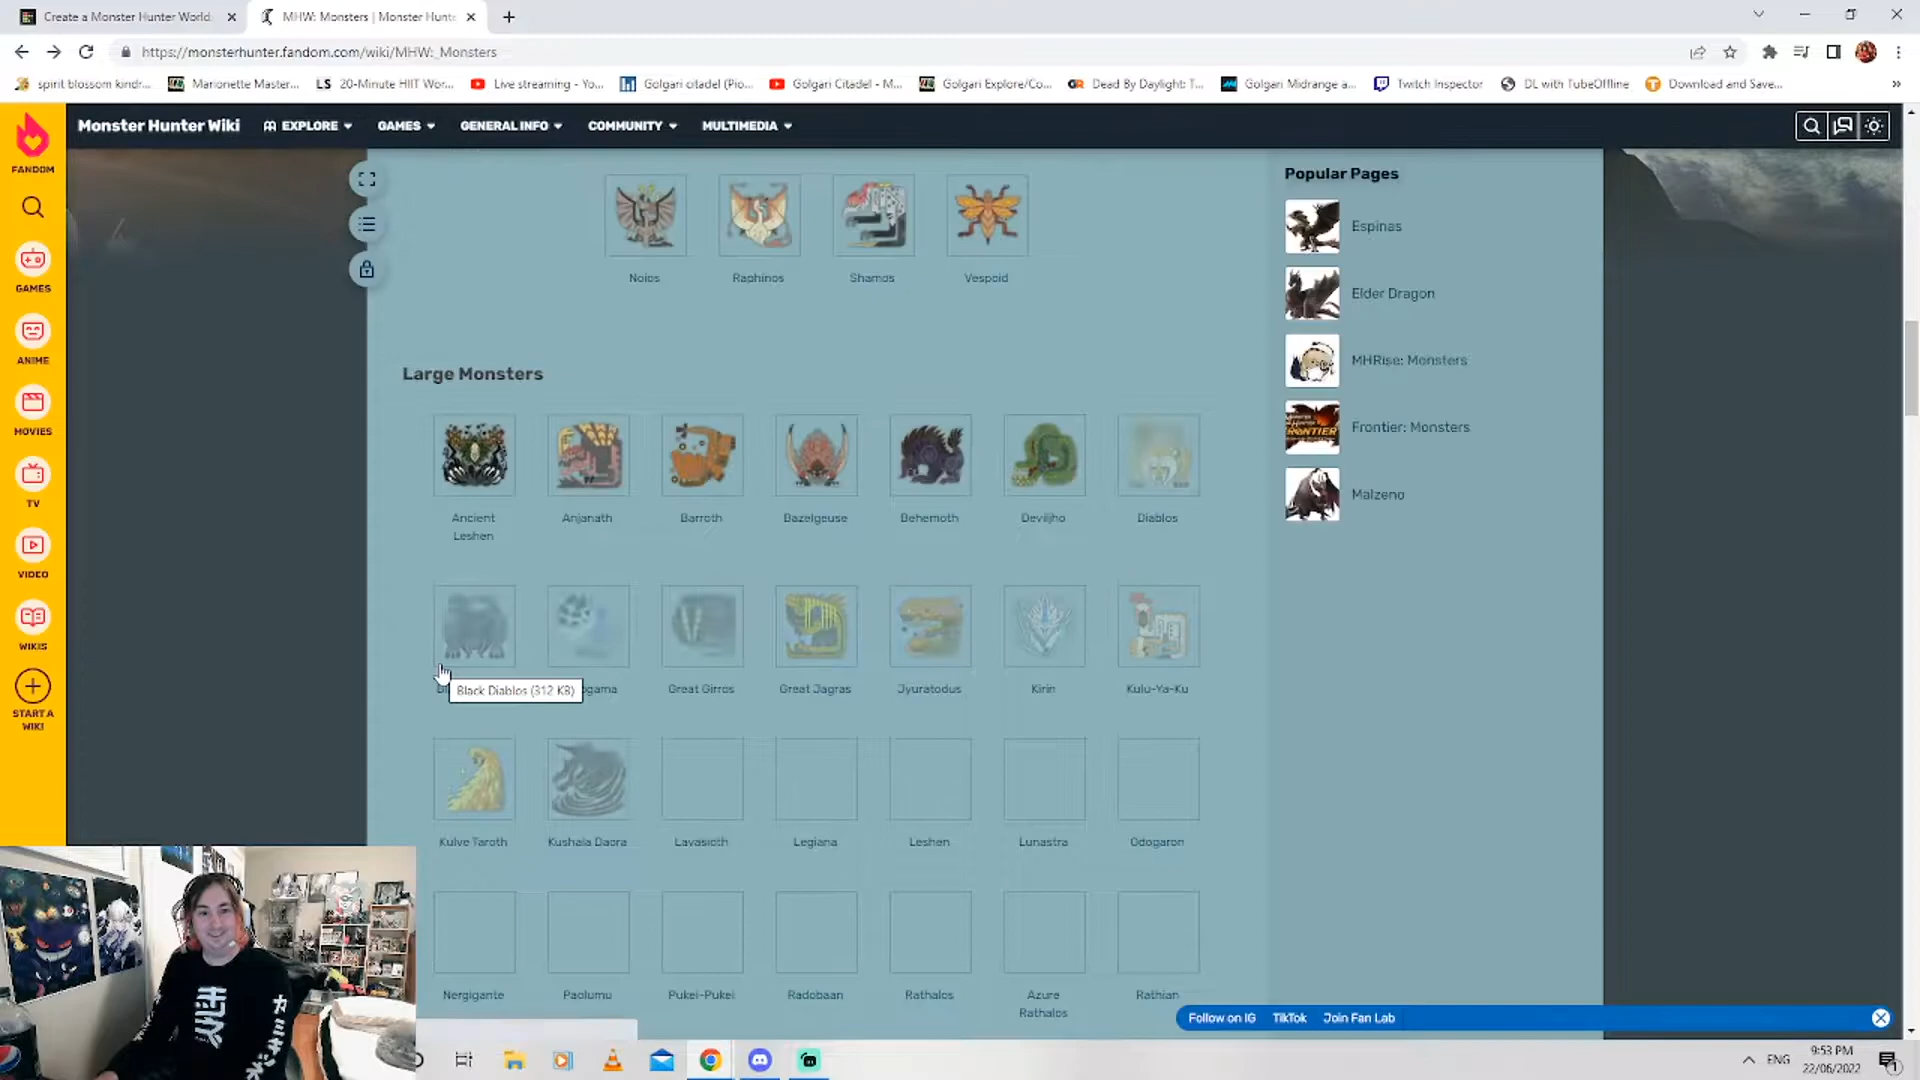 Create a Monster Hunter World
MHW: Monsters | Monster Hunt
https://monsterhunter.fandom.com/wiki/MHW:_Monsters
spirit blossom kindr...
Marionette Master...
LS 20-Minute HIIT Wor...
Live streaming - Yo...
Golgari citadel (Pio...
Golgari Citadel - M...
Golgari Explore/Co...
Dead By Daylight: T...
Golgari Midrange a...
Twitch Inspector
DL with TubeOffline
Download and Save...
Monster Hunter Wiki
EXPLORE
GAMES
GENERAL INFO
COMMUNITY
MULTIMEDIA
FANDOM
GAMES
ANIME
MOVIES
TV
VIDEO
WIKIS
START A
WIKI
Noios
Raphinos
Shamos
Vespoid
Large Monsters
Ancient
Leshen
Anjanath
Barroth
Bazelgeuse
Behemoth
Deviljho
Diablos
Black Diablos (312 KB)
ogama
Great Girros
Great Jagras
Jyuratodus
Kirin
Kulu-Ya-Ku
Kulve Taroth
Kushala Daora
Lavasioth
Legiana
Leshen
Lunastra
Odogaron
Nergigante
Paolumu
Pukei-Pukei
Radobaan
Rathalos
Azure
Rathalos
Rathian
Popular Pages
Espinas
Elder Dragon
MHRise: Monsters
FRONTIER
Frontier: Monsters
Malzeno
Follow on IG
TikTok
Join Fan Lab
ENG
9:53 PM
22/06/2022